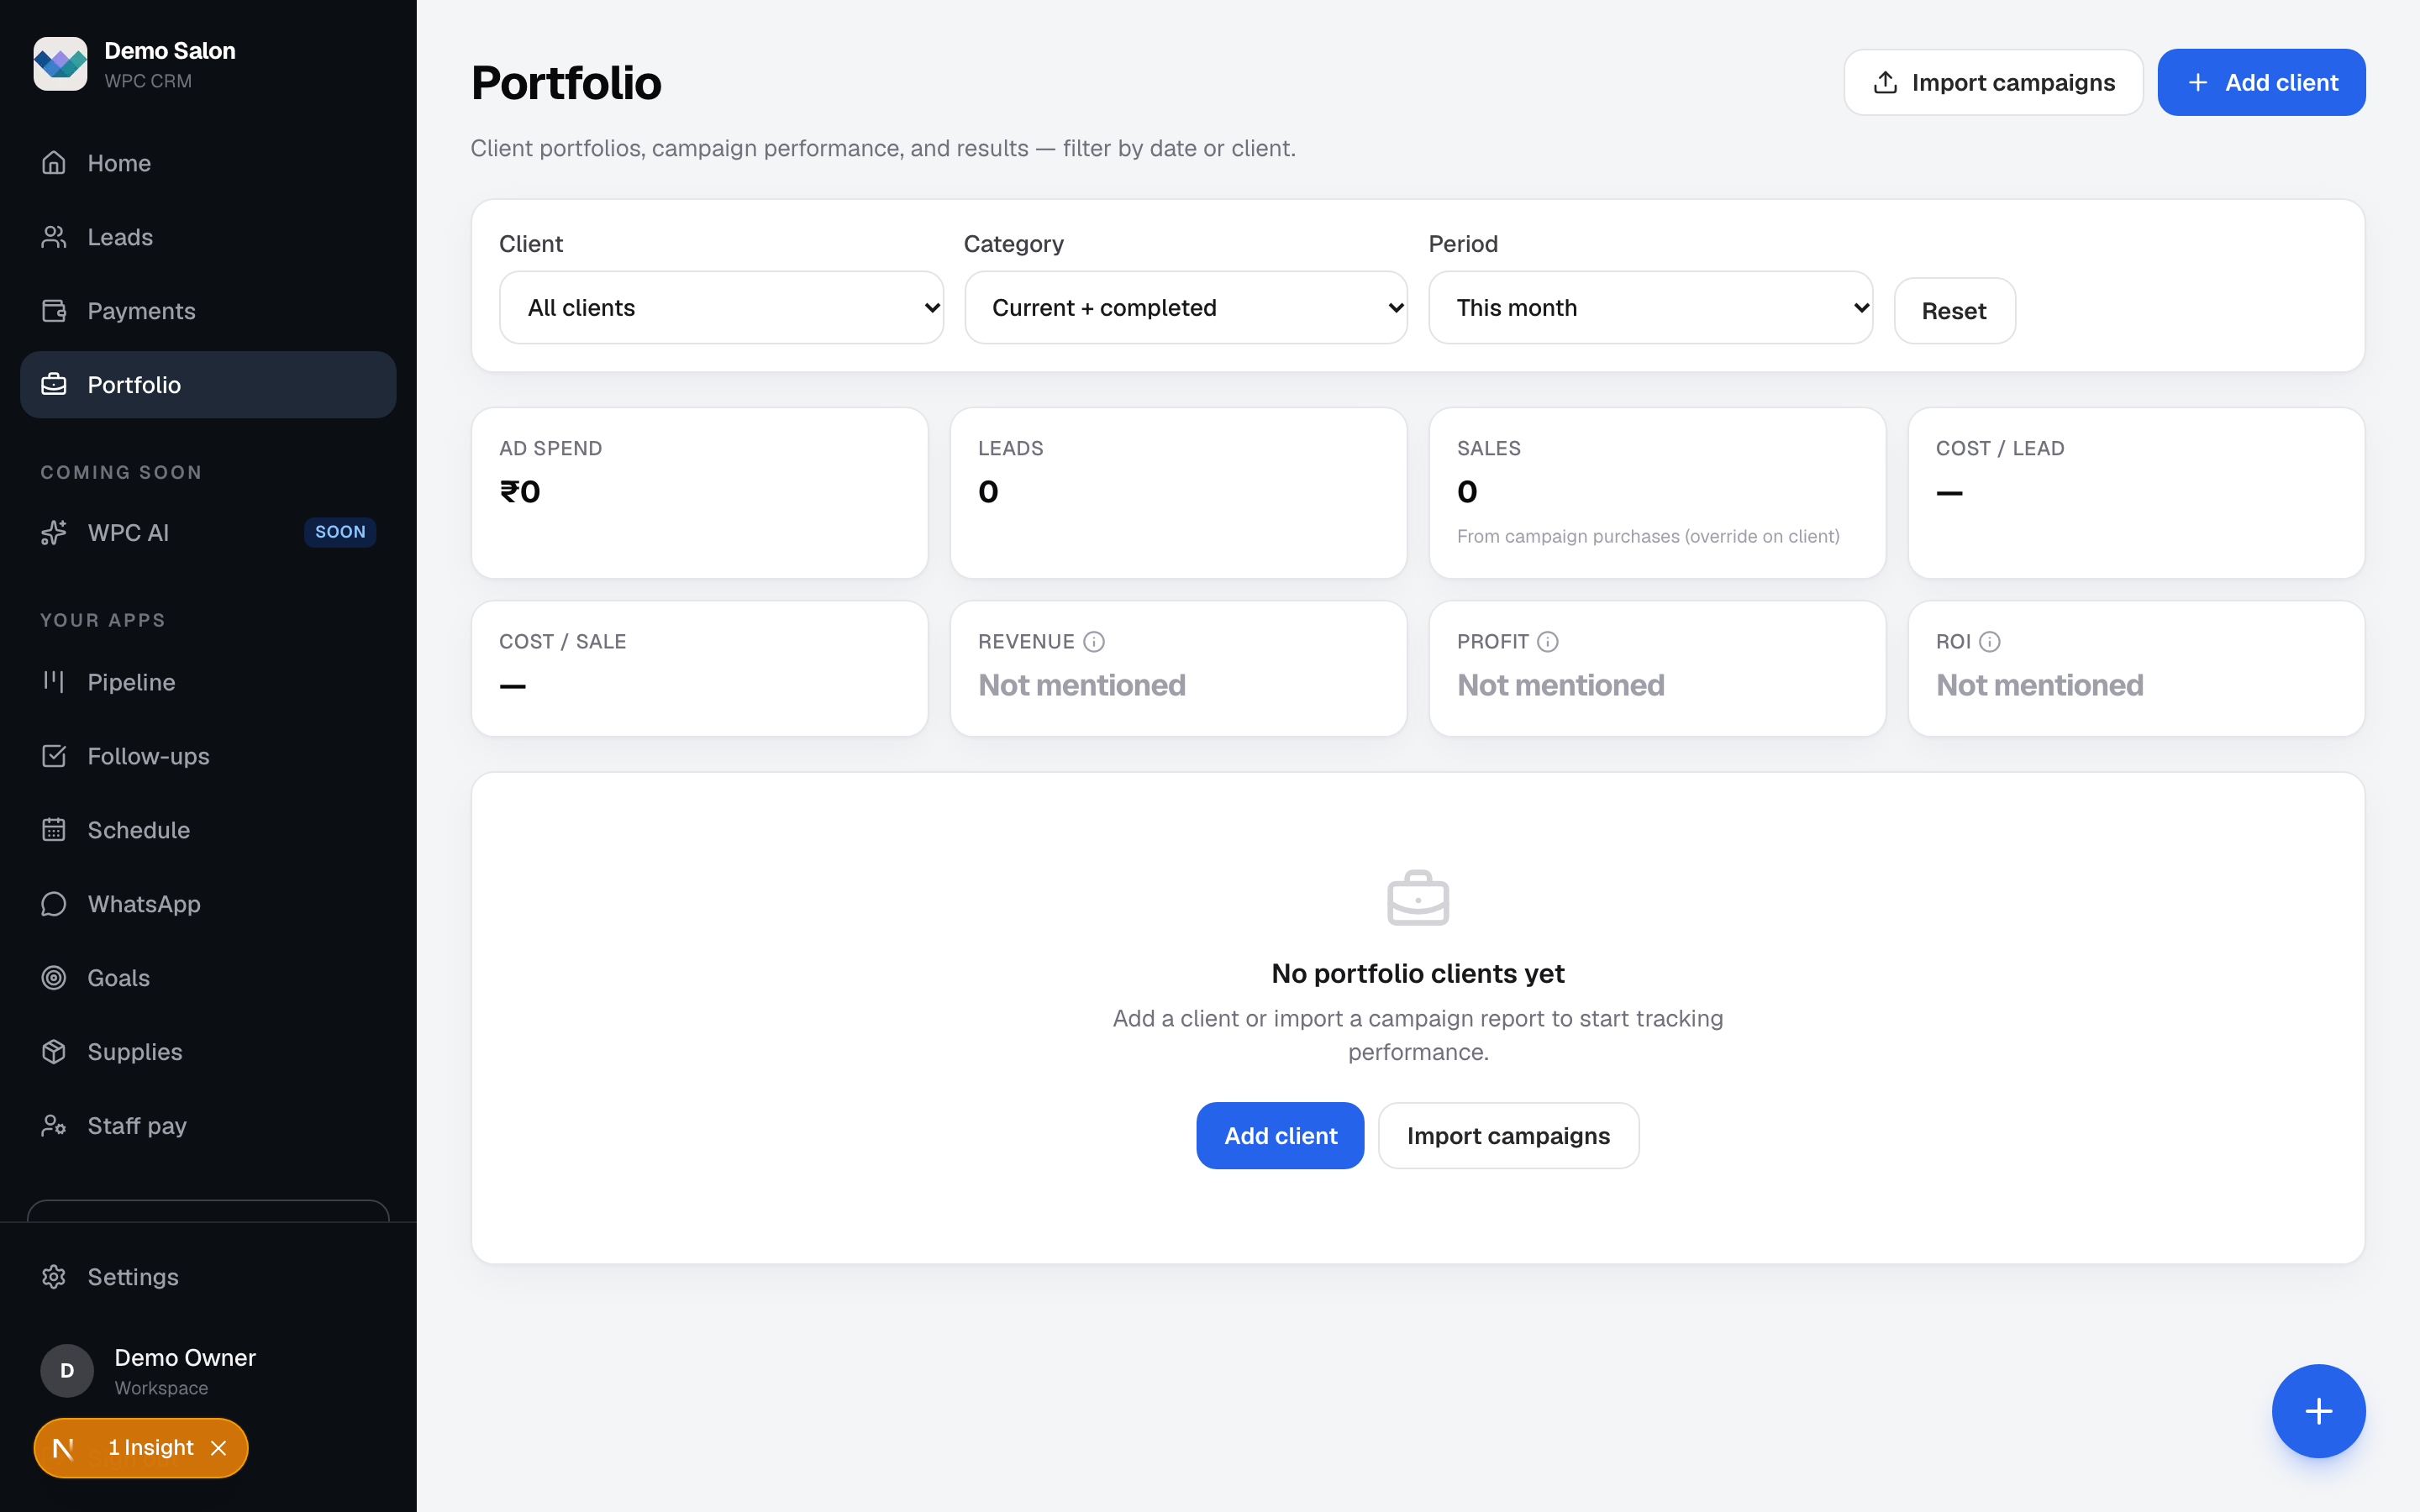 Demo Salon
WPC CRM
Home
Leads
Payments
Portfolio
COMING SOON
WPC AI
SOON
YOUR APPS
Pipeline
Follow-ups
Schedule
WhatsApp
Goals
Supplies
Staff pay
Settings
D
Demo Owner
Workspace
N
1 Insight
Portfolio
Import campaigns
Add client
Client portfolios, campaign performance, and results — filter by date or client.
Client
Category
Period
All clients
Current + completed
This month
Reset
AD SPEND
₹0
LEADS
0
SALES
0
From campaign purchases (override on client)
COST / LEAD
—
COST / SALE
—
REVENUE
Not mentioned
PROFIT
Not mentioned
ROI
Not mentioned
No portfolio clients yet
Add a client or import a campaign report to start tracking
performance.
Add client
Import campaigns